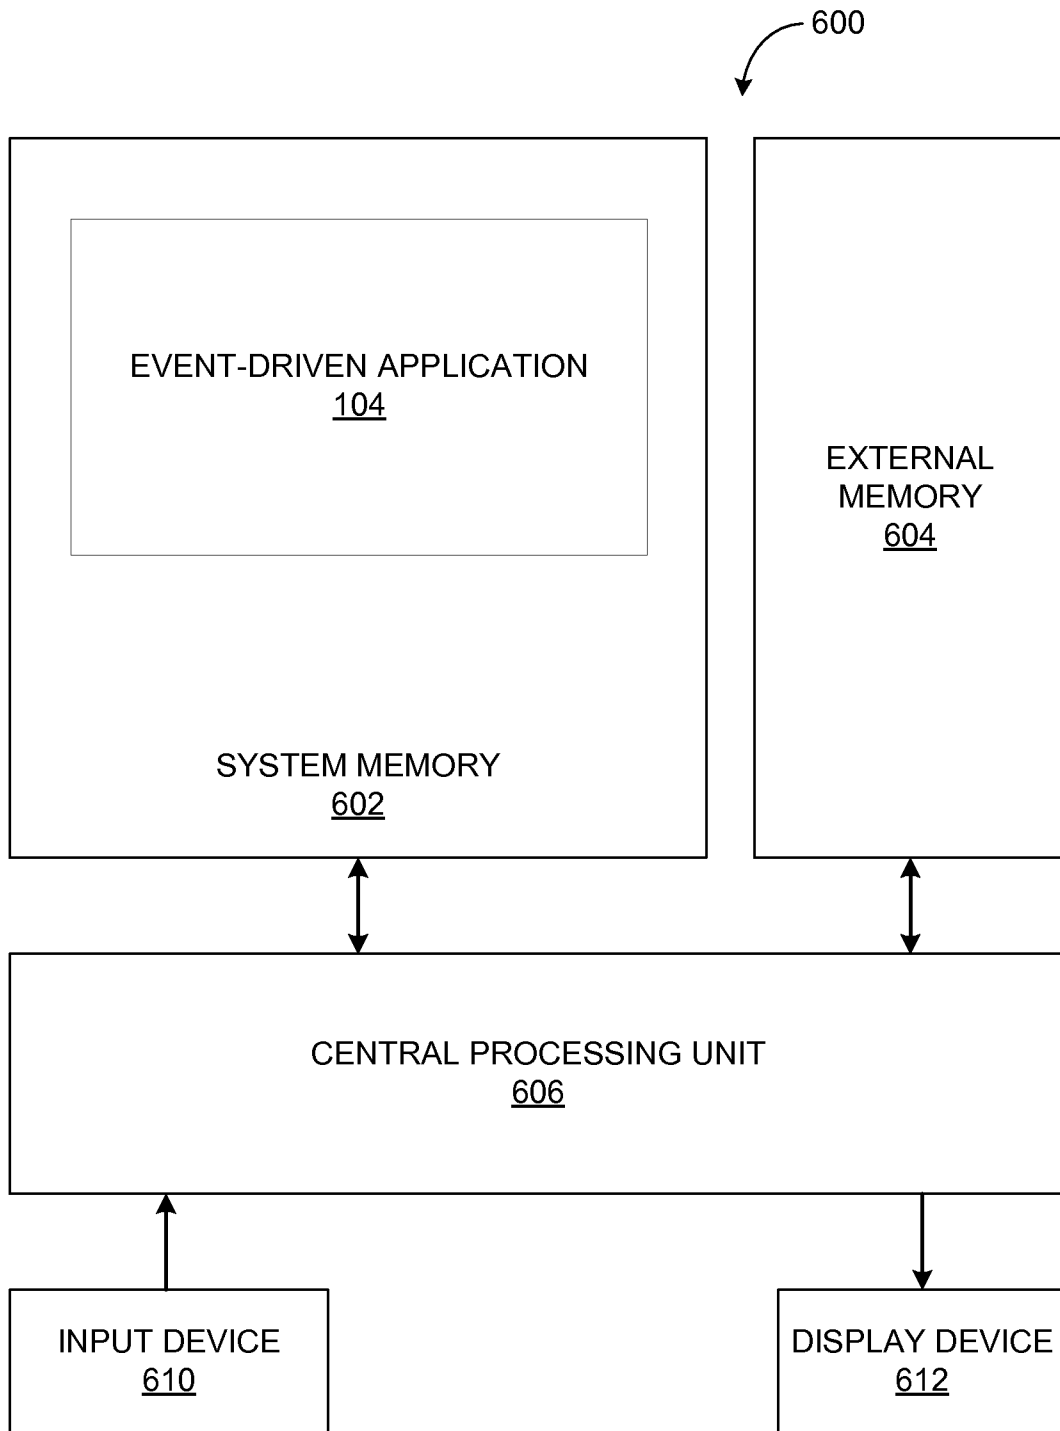 600
EVENT-DRIVEN APPLICATION
104
EXTERNAL
MEMORY
604
SYSTEM MEMORY
602
CENTRAL PROCESSING UNIT
606
INPUT DEVICE
610
DISPLAY DEVICE
612